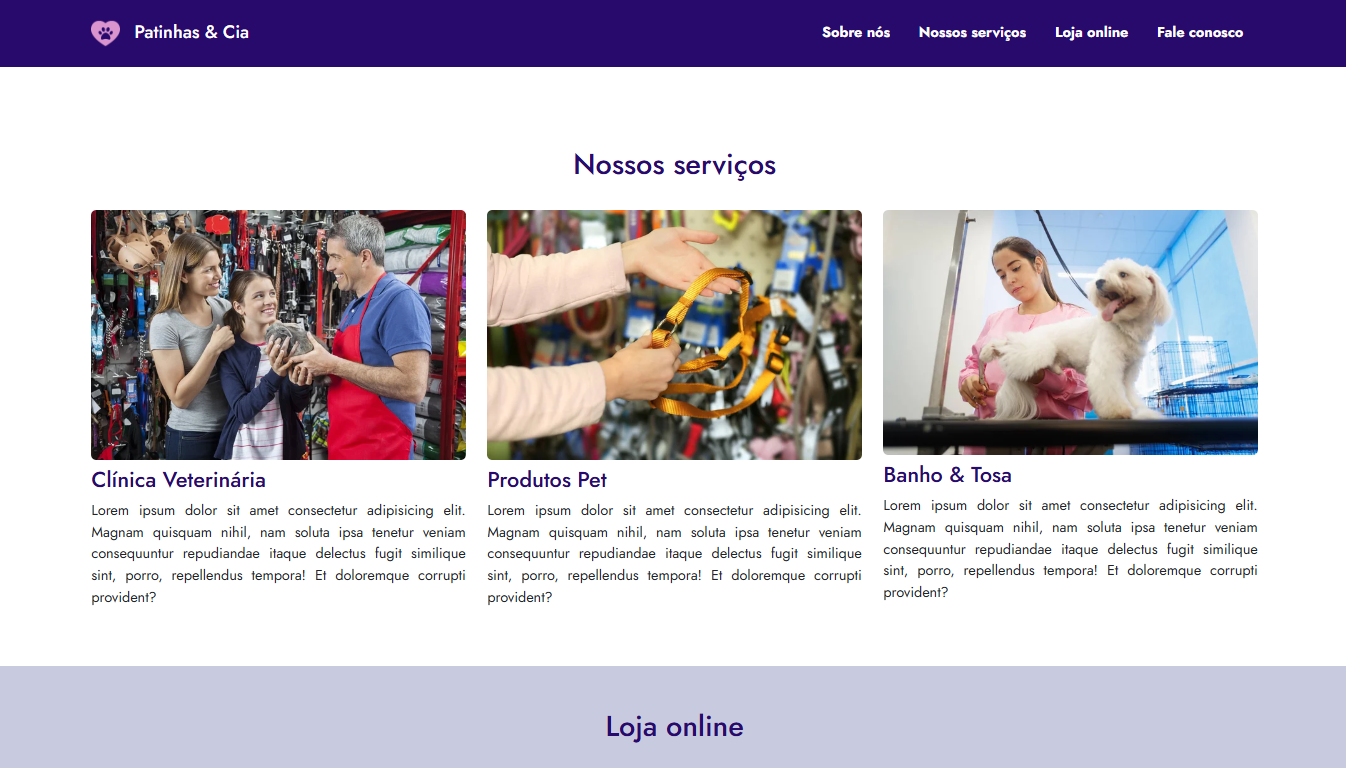 Patinhas & Cia
Sobre nós Nossos serviços Loja online Fale conosco
Nossos serviços
Clínica Veterinária
Lorem ipsum dolor sit amet consectetur adipisicing elit.
Magnam quisquam nihil, nam soluta ipsa tenetur veniam
consequuntur repudiandae itaque delectus fugit similique
sint, porro, repellendus tempora! Et doloremque corrupti
provident?
Produtos Pet
Lorem ipsum dolor sit amet consectetur adipisicing elit.
Magnam quisquam nihil, nam soluta ipsa tenetur veniam
consequuntur repudiandae itaque delectus fugit similique
sint, porro, repellendus tempora! Et doloremque corrupti
provident?
Banho & Tosa
Lorem ipsum dolor sit amet consectetur adipisicing elit.
Magnam quisquam nihil, nam soluta ipsa tenetur veniam
consequuntur repudiandae itaque delectus fugit similique
sint, porro, repellendus tempora! Et doloremque corrupti
provident?
Loja online